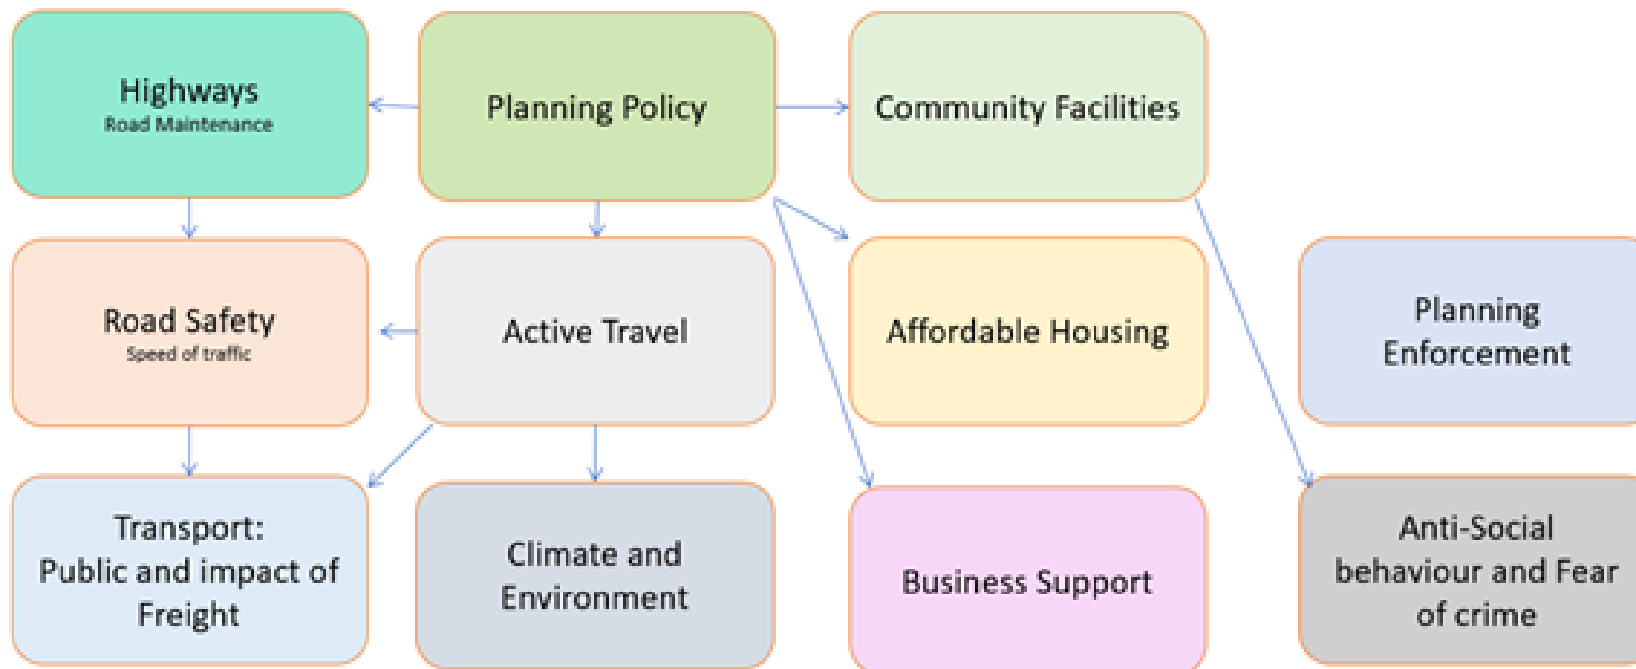 Highways
Road Maintenance
Planning Policy
Community Facilities
Road Safety
Speed of traffic
Active Travel
Affordable Housing
Planning
Enforcement
Transport:
Public and impact of
Freight
Climate and
Environment
Business Support
Anti-Social
behaviour and Fear
of crime